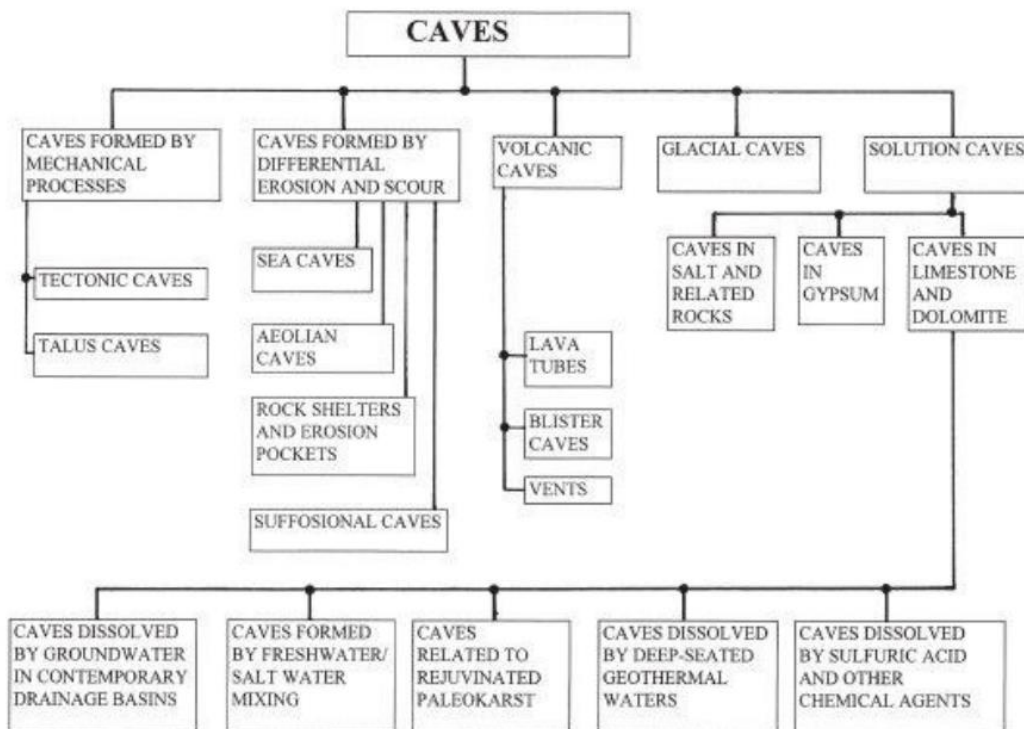 CAVES
CAVES FORMED BY
MECHANICAL
PROCESSES
CAVES FORMED BY
DIFFERENTIAL
EROSION AND SCOUR
VOLCANIC
CAVES
GLACIAL CAVES
SOLUTION CAVES
TECTONIC CAVES
TALUS CAVES
SEA CAVES
AEOLIAN
CAVES
ROCK SHELTERS
AND EROSION
POCKETS
SUFFOSIONAL CAVES
LAVA
TUBES
BLISTER
CAVES
VENTS
CAVES IN
SALT AND
RELATED
ROCKS
CAVES
IN
GYPSUM
CAVES IN
LIMESTONE
AND
DOLOMITE
CAVES DISSOLVED
BY GROUNDWATER
IN CONTEMPORARY
DRAINAGE BASINS
CAVES FORMED
BY FRESHWATER/
SALT WATER
MIXING
CAVES
RELATED TO
REJUVINATED
PALEOKARST
CAVES DISSOLVED
BY DEEP-SEATED
GEOTHERMAL
WATERS
CAVES DISSOLVED
BY SULFURIC ACID
AND OTHER
CHEMICAL AGENTS